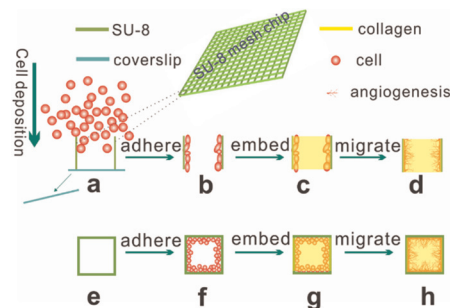 SU-8
coverslip
SU-8 mesh chip
collagen
cell
angiogenesis
Cell deposition
adhere embed migrate
a b c d
adhere embed migrate
e f g h